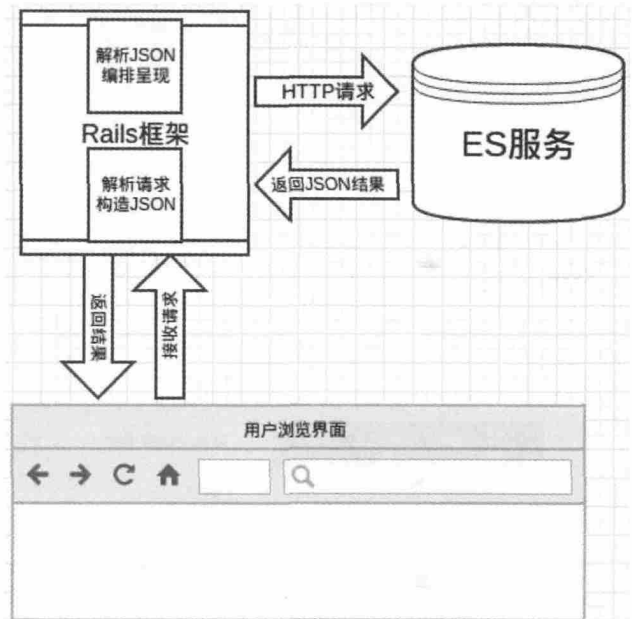 解析JSON
编排呈现
Rails框架
解析请求
构造JSON
HTTP请求
返回JSON结果
ES服务
返回结果
接收请求
用户浏览界面